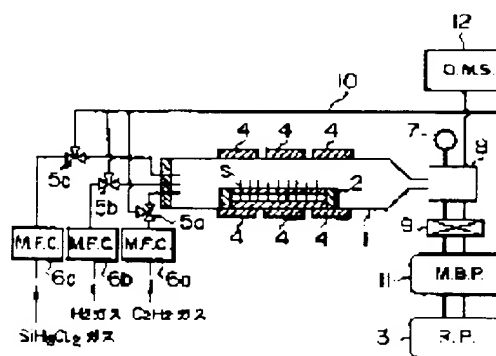 12
Q.M.S.
10
7
8
4 4 4
S
2
5c
5b
5a
9
4 4 4
1
M.F.C. M.F.C. M.F.C.
11
M.B.P.
6c 6b 6a
3
R.P.
H2ガス C2H2ガス
SiH2Cl2ガス